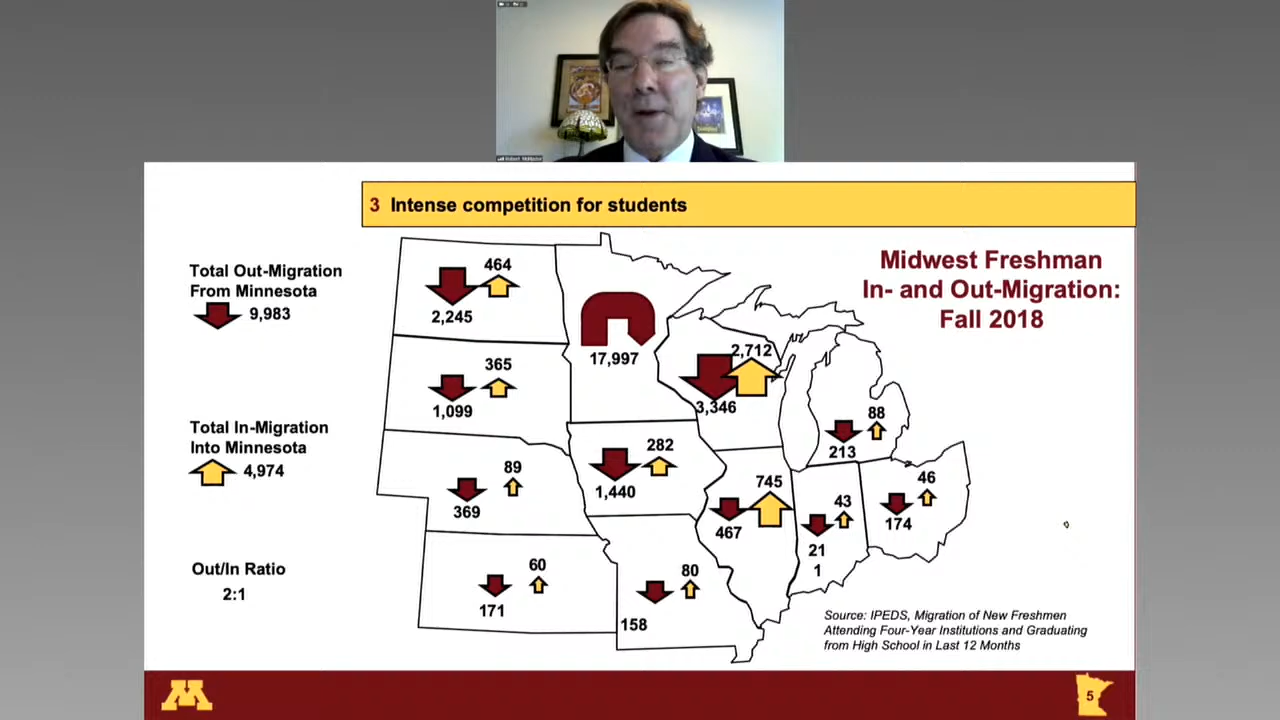 Robert McMaster
3 Intense competition for students
Midwest Freshman
In- and Out-Migration:
Fall 2018
Total Out-Migration
From Minnesota
9,983
Total In-Migration
Into Minnesota
4,974
Out/In Ratio
2:1
464
2,245
17,997
365
1,099
2,712
3,346
88
213
89
369
282
1,440
745
467
43
21
1
46
174
60
171
80
158
Source: IPEDS, Migration of New Freshmen
Attending Four-Year Institutions and Graduating
from High School in Last 12 Months
M
5